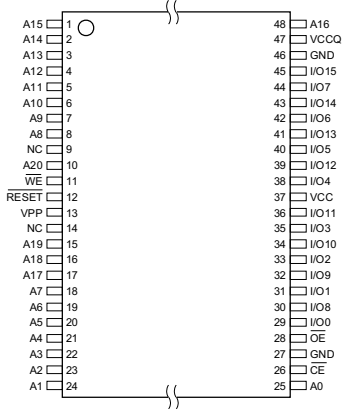 A15 1 48 A16
A14 2 47 VCCQ
A13 3 46 GND
A12 4 45 I/O15
A11 5 44 I/O7
A10 6 43 I/O14
A9 7 42 I/O6
A8 8 41 I/O13
NC 9 40 I/O5
A20 10 39 I/O12
W̅E̅ 11 38 I/O4
R̅E̅S̅E̅T̅ 12 37 VCC
VPP 13 36 I/O11
NC 14 35 I/O3
A19 15 34 I/O10
A18 16 33 I/O2
A17 17 32 I/O9
A7 18 31 I/O1
A6 19 30 I/O8
A5 20 29 I/O0
A4 21 28 O̅E̅
A3 22 27 GND
A2 23 26 C̅E̅
A1 24 25 A0